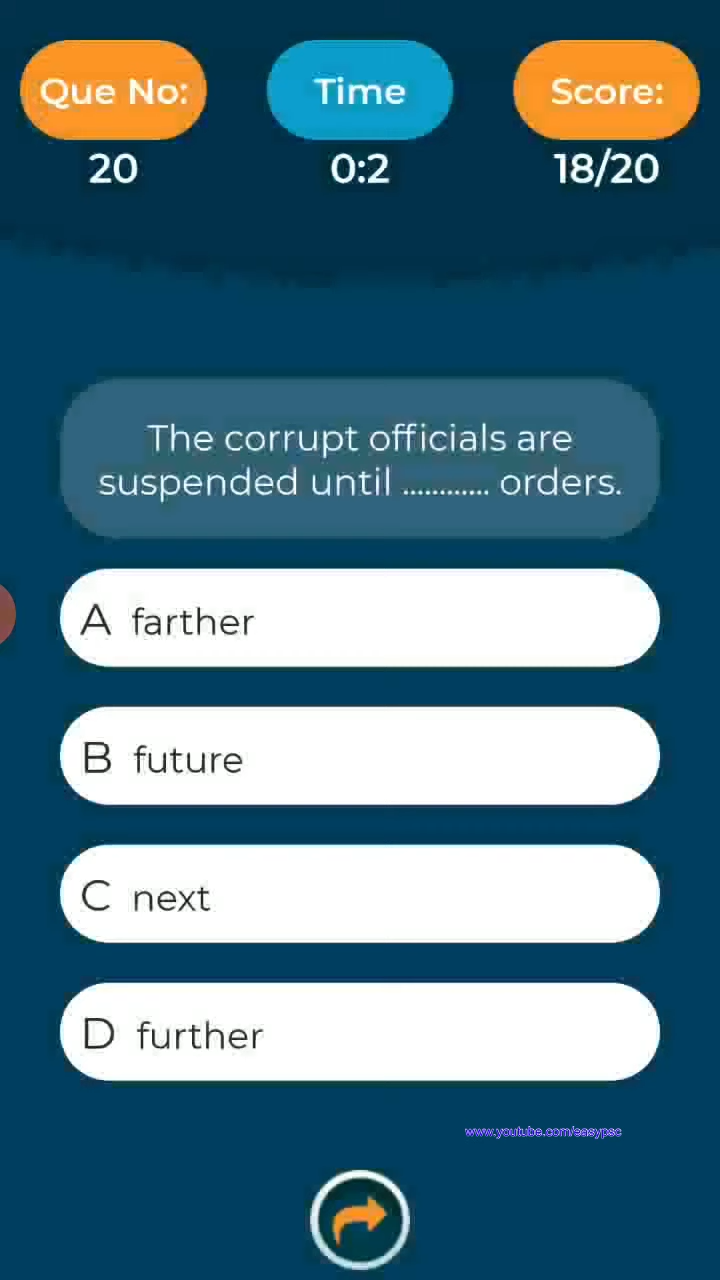 Que No: Time Score:
20 0:2 18/20
The corrupt officials are
suspended until ............ orders.
A farther
B future
C next
D further
www.youtube.com/easypsc